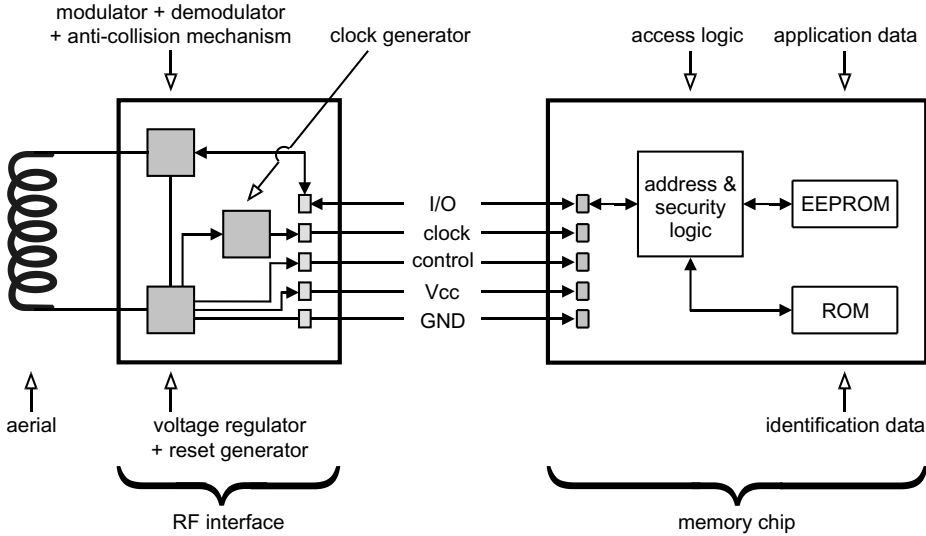 modulator + demodulator
+ anti-collision mechanism
clock generator
access logic
application data
address &
security
logic
EEPROM
ROM
I/O
clock
control
Vcc
GND
aerial
voltage regulator
+ reset generator
identification data
RF interface
memory chip